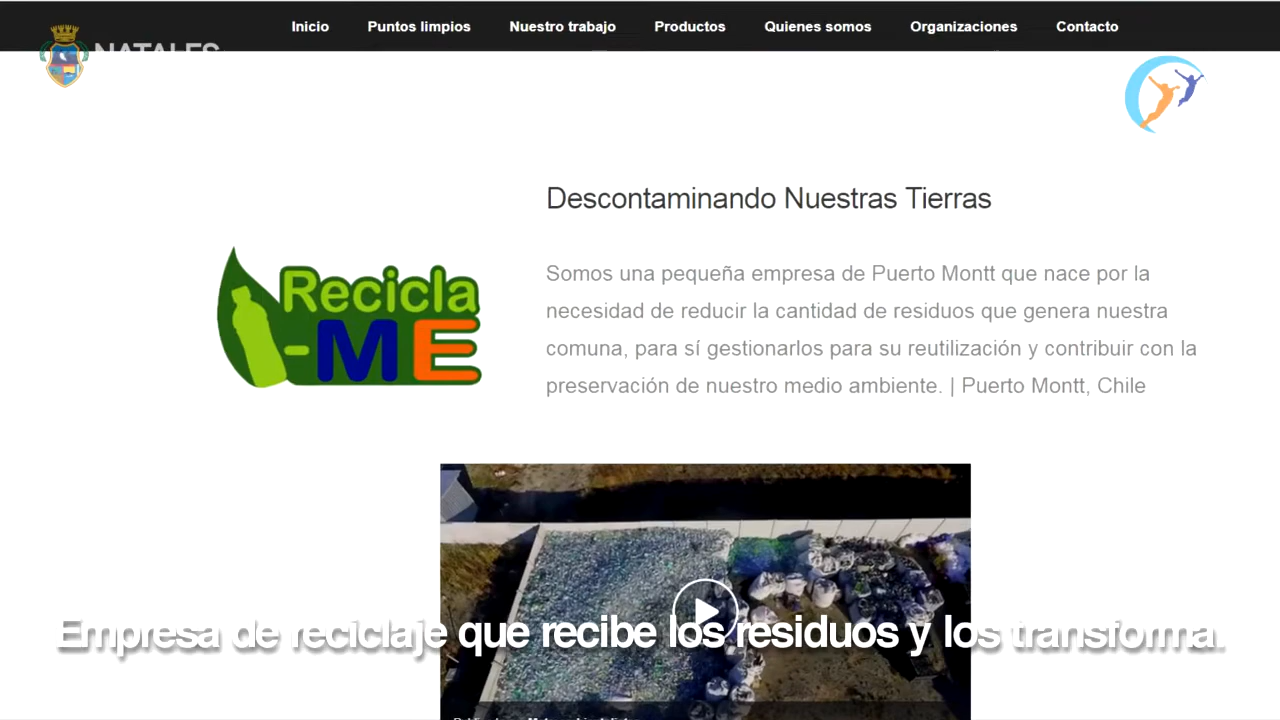 Inicio Puntos limpios Nuestro trabajo Productos Quienes somos Organizaciones Contacto
NATALES
Descontaminando Nuestras Tierras
Recicla
-ME
Somos una pequeña empresa de Puerto Montt que nace por la
necesidad de reducir la cantidad de residuos que genera nuestra
comuna, para sí gestionarlos para su reutilización y contribuir con la
preservación de nuestro medio ambiente. | Puerto Montt, Chile
Empresa de reciclaje que recibe los residuos y los transforma.